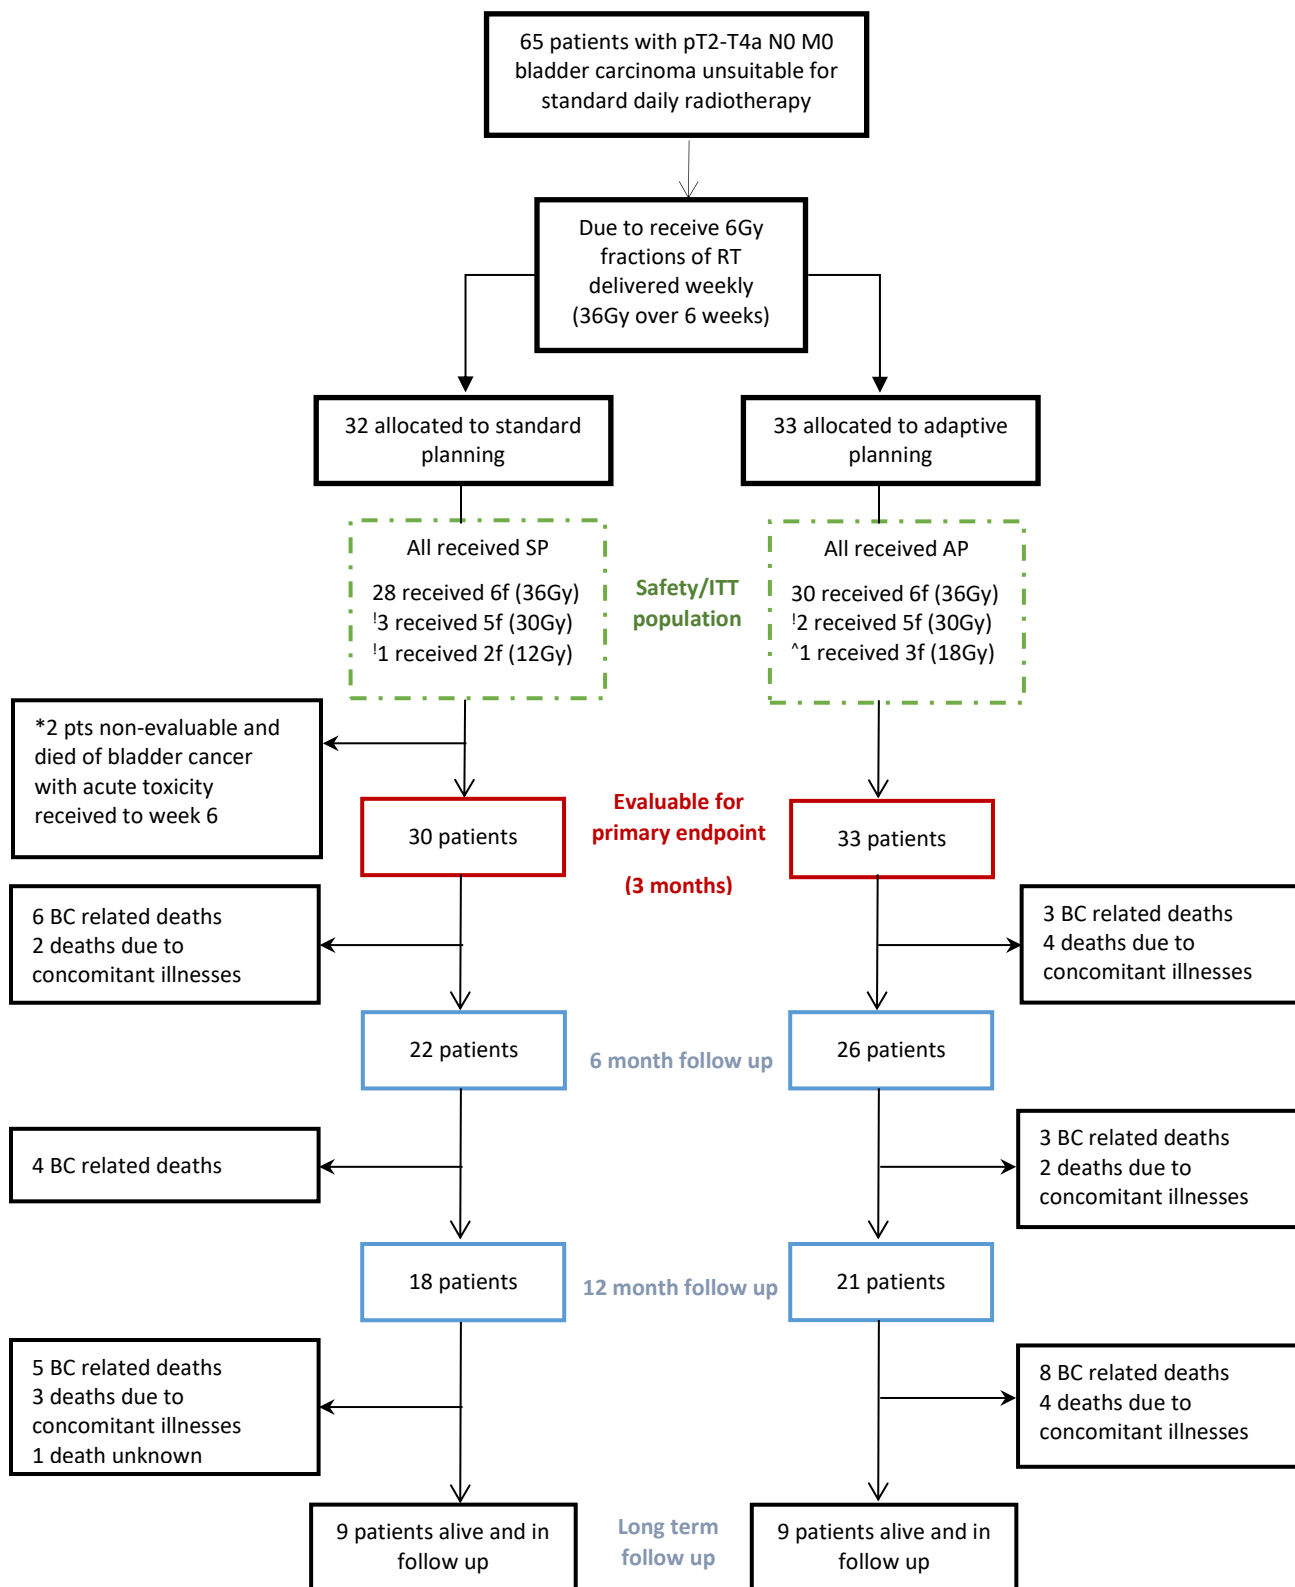 65 patients with pT2-T4a N0 M0
bladder carcinoma unsuitable for
standard daily radiotherapy
Due to receive 6Gy
fractions of RT
delivered weekly
(36Gy over 6 weeks)
32 allocated to standard
planning
33 allocated to adaptive
planning
All received SP
28 received 6f (36Gy)
!3 received 5f (30Gy)
!1 received 2f (12Gy)
Safety/ITT
population
All received AP
30 received 6f (36Gy)
!2 received 5f (30Gy)
^1 received 3f (18Gy)
*2 pts non-evaluable and
died of bladder cancer
with acute toxicity
received to week 6
30 patients
Evaluable for
primary endpoint
(3 months)
33 patients
6 BC related deaths
2 deaths due to
concomitant illnesses
3 BC related deaths
4 deaths due to
concomitant illnesses
22 patients
6 month follow up
26 patients
4 BC related deaths
3 BC related deaths
2 deaths due to
concomitant illnesses
18 patients
12 month follow up
21 patients
5 BC related deaths
3 deaths due to
concomitant illnesses
1 death unknown
8 BC related deaths
4 deaths due to
concomitant illnesses
9 patients alive and in
follow up
Long term
follow up
9 patients alive and in
follow up